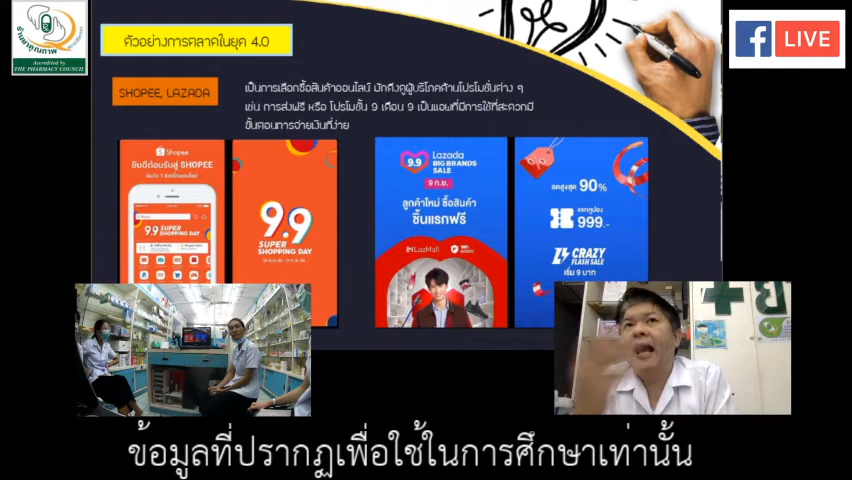 ร้านยาคุณภาพ
Accredited by
THE PHARMACY COUNCIL
ตัวอย่างการตลาดในยุค 4.0
f LIVE
SHOPEE, LAZADA
เป็นการเลือกซื้อสินค้าออนไลน์ มักดึงดูผู้บริโภคด้านโปรโมชั่นต่าง ๆ
เช่น การส่งฟรี หรือ โปรโมชั่น 9 เดือน 9 เป็นแอพที่มีการใช้ที่สะดวกมี
ขั้นตอนการจ่ายเงินที่ง่าย
Shopee
ยินดีต้อนรับสู่ SHOPEE
9.9 SUPER
SHOPPING DAY
9.9
SUPER
SHOPPING DAY
9.9
Lazada
BIG BRANDS
SALE
9 ก.ย.
ลูกค้าใหม่ ซื้อสินค้า
ชิ้นแรกฟรี
LazMall
%
ลดสูงสุด 90%
แจกคูปอง
999.-
CRAZY
FLASH SALE
เริ่ม 9 บาท
ข้อมูลที่ปรากฏเพื่อใช้ในการศึกษาเท่านั้น